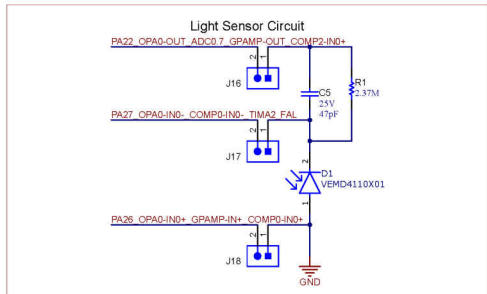 Light Sensor Circuit
PA22_OPA0-OUT_ADC0.7_GPAMP-OUT_COMP2-IN0+
2 1
J16
C5
25V
47pF
R1
2.37M
PA27_OPA0-IN0-_COMP0-IN0-_TIMA2_FAL
2 1
J17
2
D1
VEMD4110X01
1
PA26_OPA0-IN0+_GPAMP-IN+_COMP0-IN0+
2 1
J18
GND